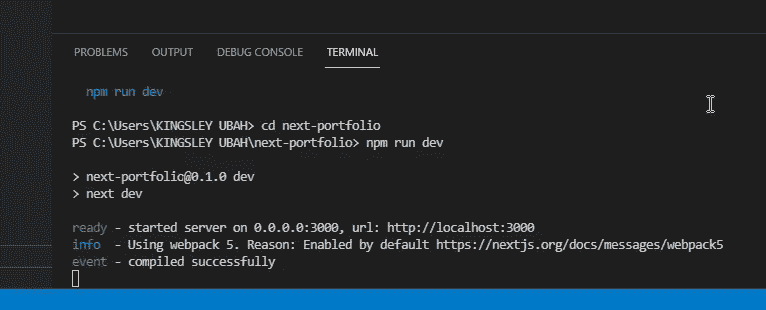 PROBLEMS OUTPUT DEBUG CONSOLE TERMINAL
npm run dev
PS C:\Users\KINGSLEY UBAH> cd next-portfolio
PS C:\Users\KINGSLEY UBAH\next-portfolio> npm run dev
> next-portfolio@0.1.0 dev
> next dev
ready - started server on 0.0.0.0:3000, url: http://localhost:3000
info - Using webpack 5. Reason: Enabled by default https://nextjs.org/docs/messages/webpack5
event - compiled successfully